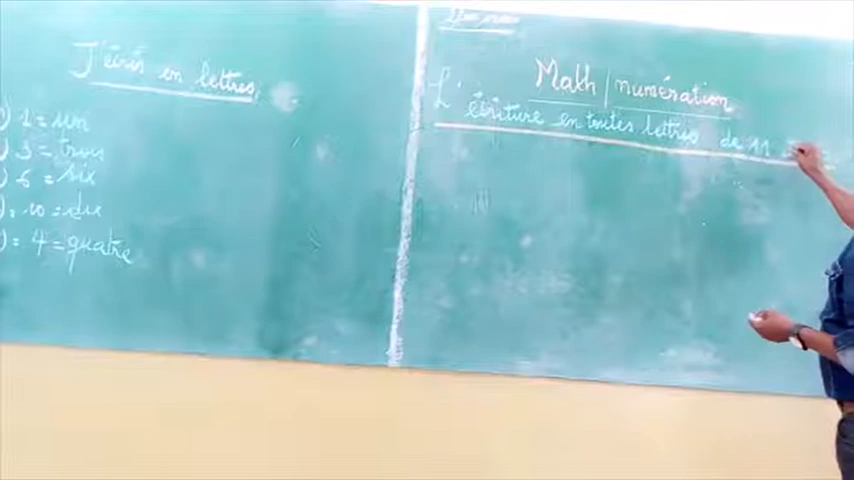 J'écris en lettres
) 1 = un
) 3 = trois
) 6 = six
) = 10 = dix
) = 4 = quatre
Math | numération
L'écriture en toutes lettres de 11